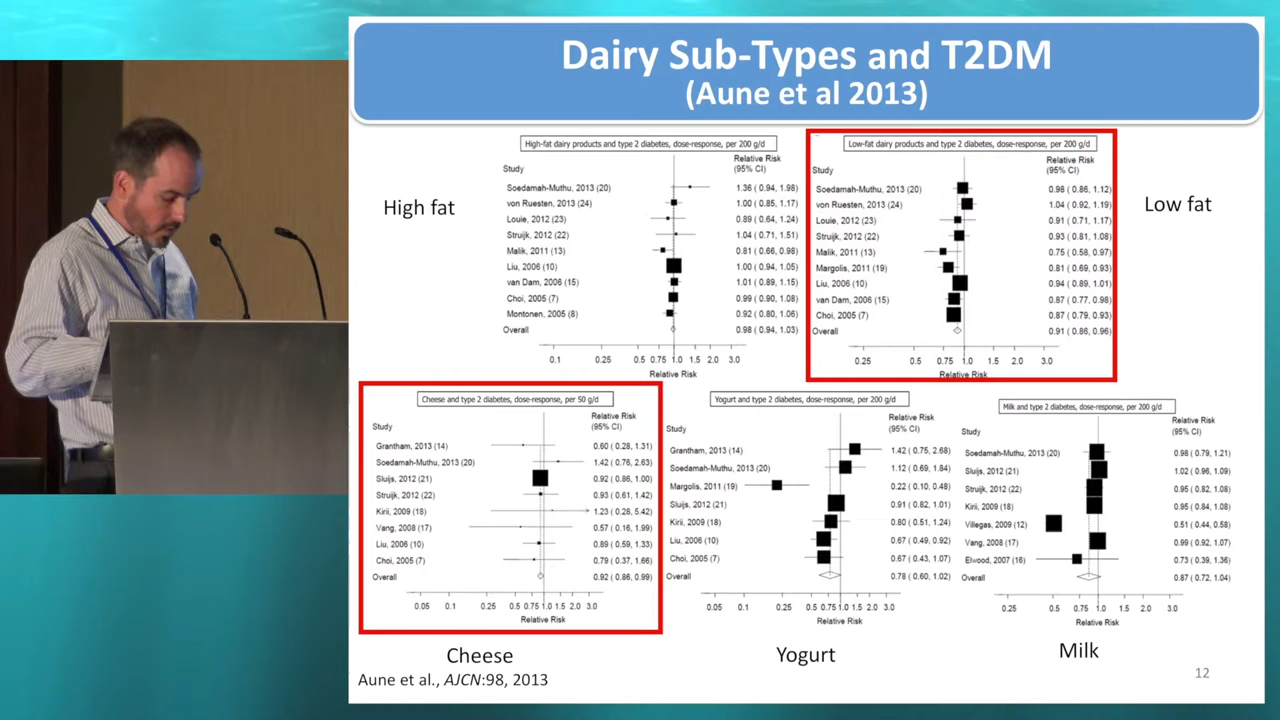 Dairy Sub-Types and T2DM
(Aune et al 2013)
High fat
High-fat dairy products and type 2 diabetes, dose-response, per 200 g/d
Study
Relative Risk
(95% CI)
Soedamah-Muthu, 2013 (20) 1.36 ( 0.94, 1.98)
von Ruesten, 2013 (24) 1.00 ( 0.85, 1.17)
Louie, 2012 (23) 0.89 ( 0.64, 1.24)
Struijk, 2012 (22) 1.04 ( 0.71, 1.51)
Malik, 2011 (13) 0.81 ( 0.66, 0.98)
Liu, 2006 (10) 1.00 ( 0.94, 1.05)
van Dam, 2006 (15) 1.01 ( 0.89, 1.15)
Choi, 2005 (7) 0.99 ( 0.90, 1.08)
Montonen, 2005 (8) 0.92 ( 0.80, 1.06)
Overall 0.98 ( 0.94, 1.03)
0.1 0.25 0.5 0.75 1.0 1.5 2.0 3.0
Relative Risk
Low-fat dairy products and type 2 diabetes, dose-response, per 200 g/d
Study
Relative Risk
(95% CI)
Soedamah-Muthu, 2013 (20) 0.98 ( 0.86, 1.12)
von Ruesten, 2013 (24) 1.04 ( 0.92, 1.19)
Louie, 2012 (23) 0.91 ( 0.71, 1.17)
Struijk, 2012 (22) 0.93 ( 0.81, 1.08)
Malik, 2011 (13) 0.75 ( 0.58, 0.97)
Margolis, 2011 (19) 0.81 ( 0.69, 0.93)
Liu, 2006 (10) 0.94 ( 0.89, 1.01)
van Dam, 2006 (15) 0.87 ( 0.77, 0.98)
Choi, 2005 (7) 0.87 ( 0.79, 0.93)
Overall 0.91 ( 0.86, 0.96)
0.25 0.5 0.75 1.0 1.5 2.0 3.0
Relative Risk
Low fat
Cheese and type 2 diabetes, dose-response, per 50 g/d
Study
Relative Risk
(95% CI)
Grantham, 2013 (14) 0.60 ( 0.28, 1.31)
Soedamah-Muthu, 2013 (20) 1.42 ( 0.76, 2.63)
Sluijs, 2012 (21) 0.92 ( 0.86, 1.00)
Struijk, 2012 (22) 0.93 ( 0.61, 1.42)
Kirii, 2009 (18) 1.23 ( 0.28, 5.42)
Vang, 2008 (17) 0.57 ( 0.16, 1.99)
Liu, 2006 (10) 0.89 ( 0.59, 1.33)
Choi, 2005 (7) 0.79 ( 0.37, 1.66)
Overall 0.92 ( 0.86, 0.99)
0.05 0.1 0.25 0.5 0.75 1.0 1.5 2.0 3.0
Relative Risk
Cheese
Yogurt and type 2 diabetes, dose-response, per 200 g/d
Study
Relative Risk
(95% CI)
Grantham, 2013 (14) 1.42 ( 0.75, 2.68)
Soedamah-Muthu, 2013 (20) 1.12 ( 0.69, 1.84)
Margolis, 2011 (19) 0.22 ( 0.10, 0.48)
Sluijs, 2012 (21) 0.91 ( 0.82, 1.01)
Kirii, 2009 (18) 0.80 ( 0.51, 1.24)
Liu, 2006 (10) 0.67 ( 0.49, 0.92)
Choi, 2005 (7) 0.67 ( 0.43, 1.07)
Overall 0.78 ( 0.60, 1.02)
0.05 0.1 0.25 0.5 0.75 1.0 1.5 2.0 3.0
Relative Risk
Yogurt
Milk and type 2 diabetes, dose-response, per 200 g/d
Study
Relative Risk
(95% CI)
Soedamah-Muthu, 2013 (20) 0.98 ( 0.79, 1.21)
Sluijs, 2012 (21) 1.02 ( 0.96, 1.09)
Struijk, 2012 (22) 0.95 ( 0.82, 1.08)
Kirii, 2009 (18) 0.95 ( 0.84, 1.08)
Villegas, 2009 (12) 0.51 ( 0.44, 0.58)
Vang, 2008 (17) 0.99 ( 0.92, 1.07)
Elwood, 2007 (16) 0.73 ( 0.39, 1.36)
Overall 0.87 ( 0.72, 1.04)
0.25 0.5 0.75 1.0 1.5 2.0 3.0
Relative Risk
Milk
Aune et al., AJCN:98, 2013
12